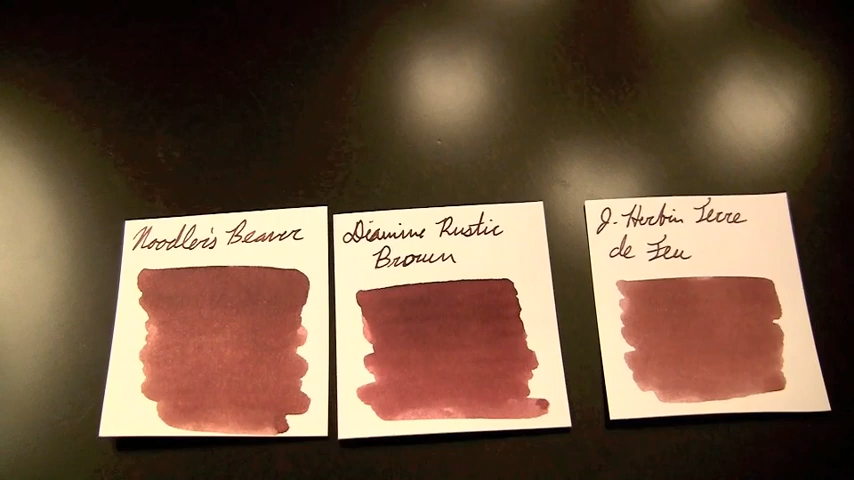 Noodler's Beaver
Diamine Rustic
Brown
J. Herbin Terre
de Feu